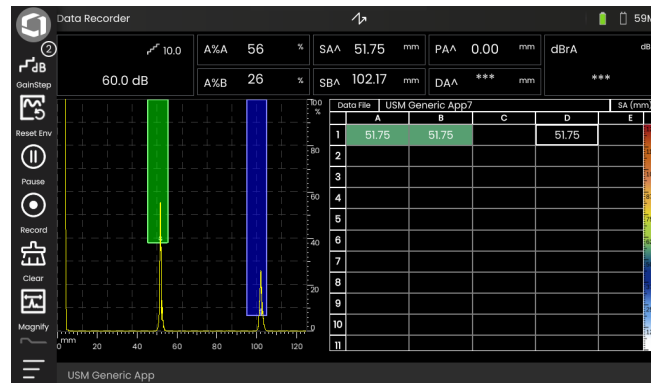 Data Recorder
59M
2
dB
GainStep
Reset Env
Pause
Record
Clear
Magnify
10.0
60.0 dB
A%A 56 %
A%B 26 %
SA^ 51.75 mm
SB^ 102.17 mm
PA^ 0.00 mm
DA^ *** mm
dBrA dB
***
100
%
80
60
40
20
0
0 mm 20 40 60 80 100 120
Data File USM Generic App7 SA (mm)
A B C D E
1 51.75 51.75 51.75
2
3
4
5
6
7
8
9
10
11
USM Generic App